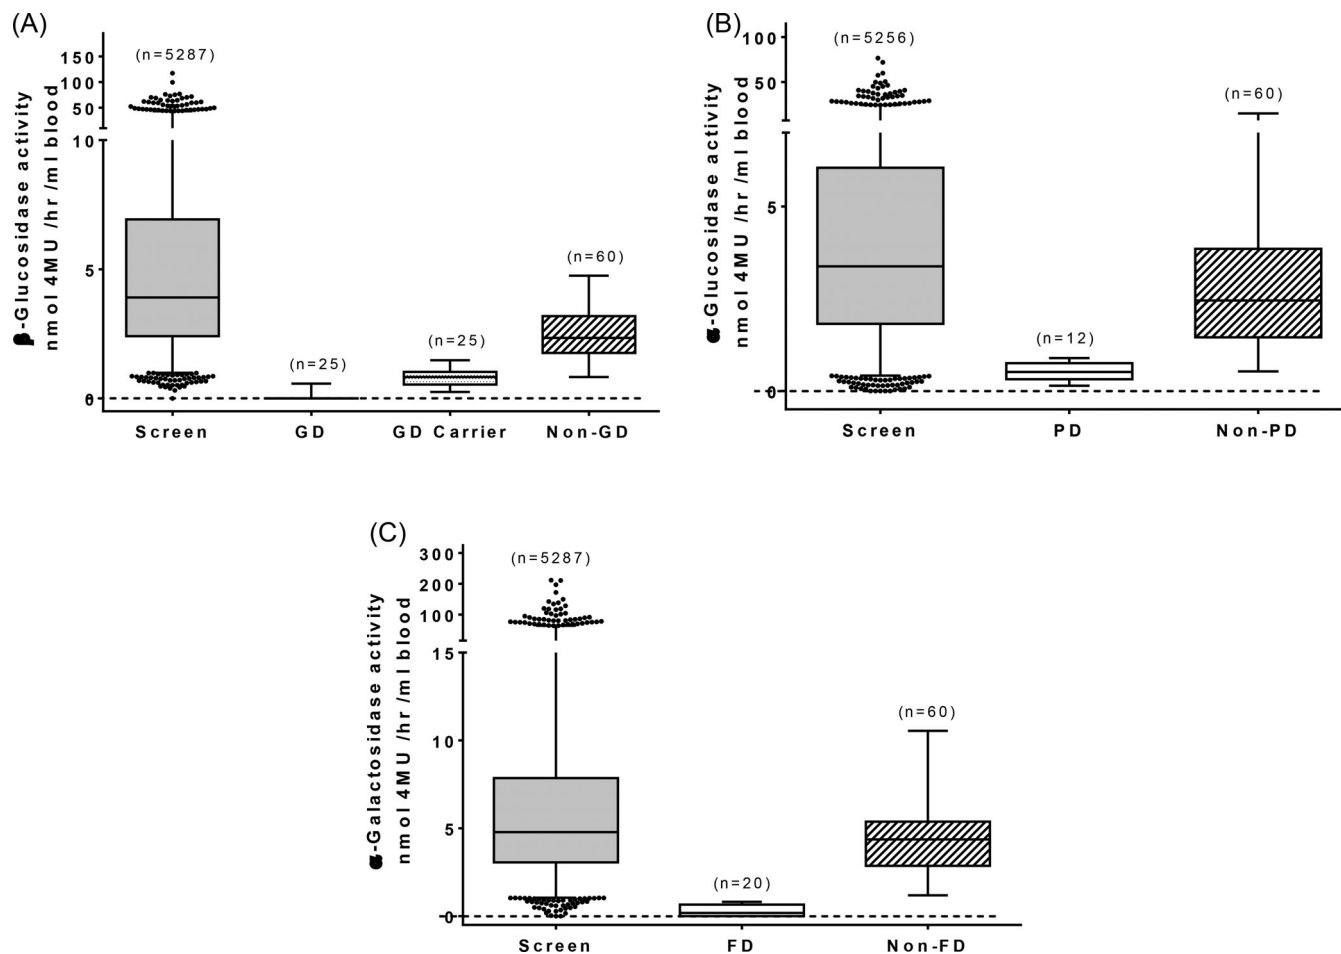 (A)
(n=5287)
150
100
50
10
5
0
(n=25)
(n=25)
(n=60)
β-Glucosidase activity
nmol 4MU /hr /ml blood
Screen GD GD Carrier Non-GD
(B)
(n=5256)
100
50
5
0
(n=60)
(n=12)
α-Glucosidase activity
nmol 4MU /hr /ml blood
Screen PD Non-PD
(C)
(n=5287)
300
200
100
15
10
5
0
(n=60)
(n=20)
α-Galactosidase activity
nmol 4MU /hr /ml blood
Screen FD Non-FD